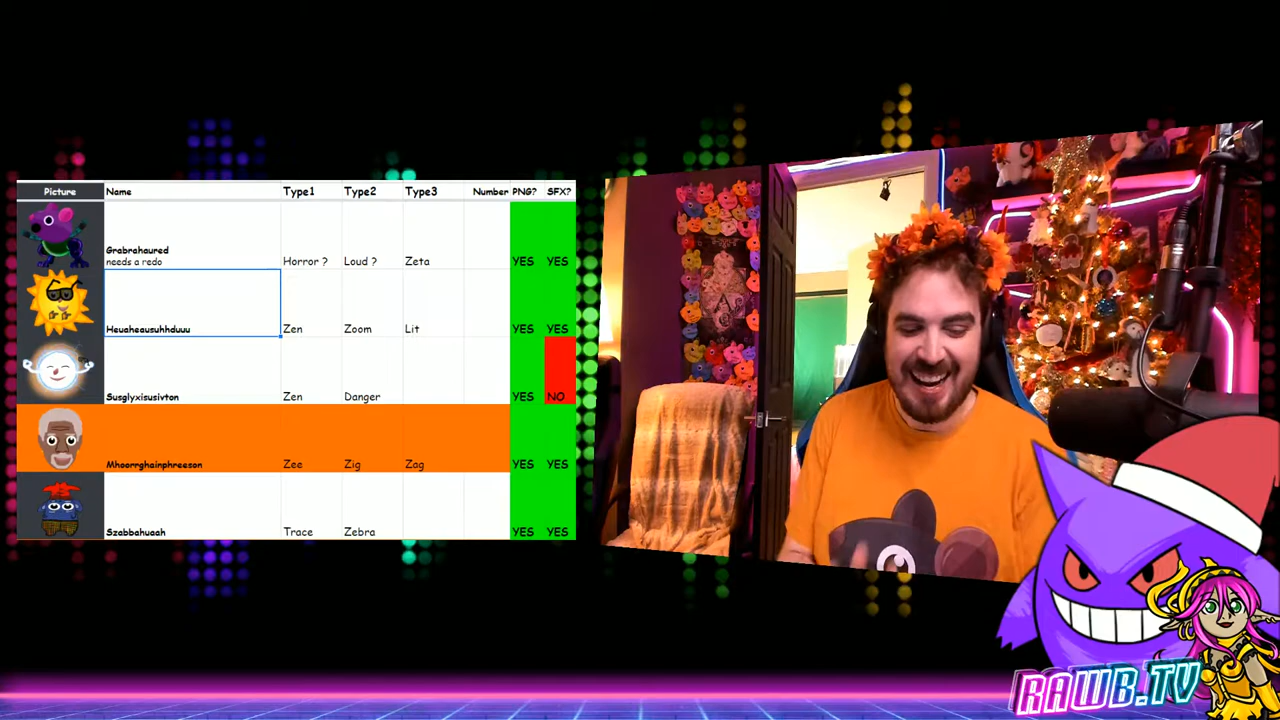 Picture Name Type1 Type2 Type3 Number PNG? SFX?
Grabrahaured
needs a redo Horror ? Loud ? Zeta YES YES
Heuaheausuhhduuu Zen Zoom Lit YES YES
Susglyxisusivton Zen Danger YES NO
Mhoorrghainphreeson Zee Zig Zag YES YES
Szabbahuaah Trace Zebra YES YES
RAWB.TV